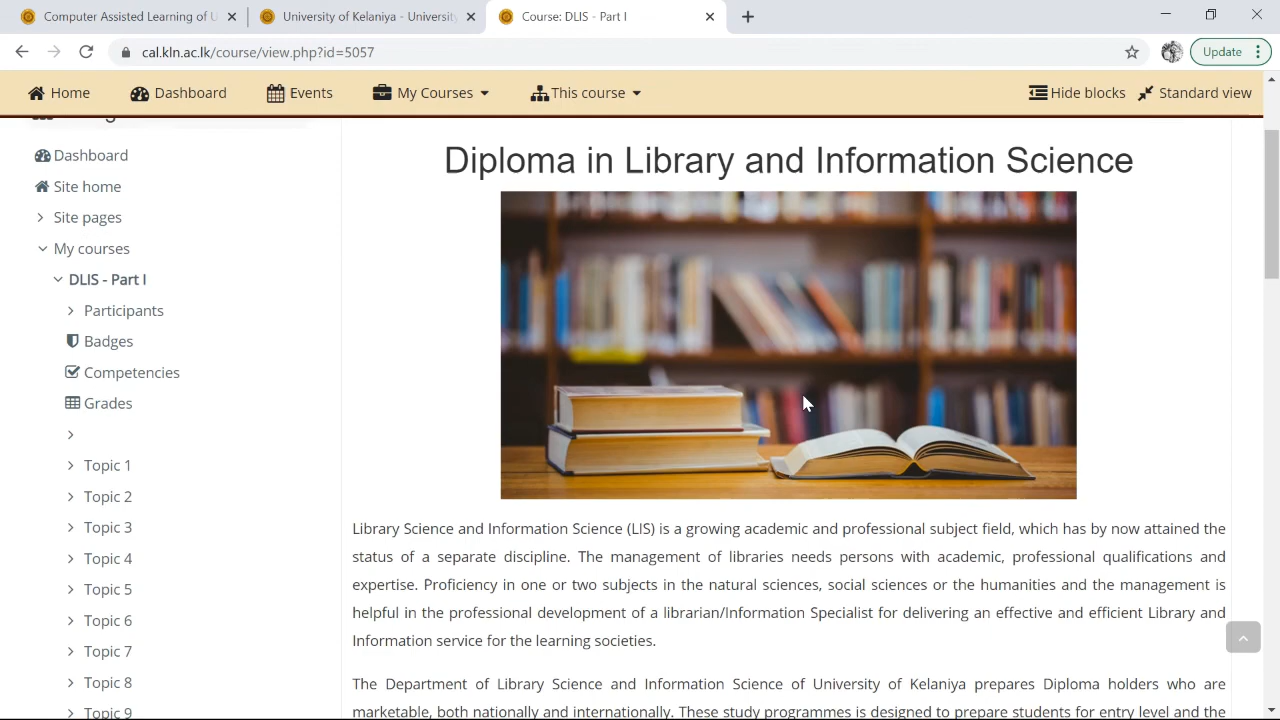 Computer Assisted Learning of U
University of Kelaniya - Universit
Course: DLIS - Part I
cal.kln.ac.lk/course/view.php?id=5057
Update
Home
Dashboard
Events
My Courses
This course
Hide blocks
Standard view
Dashboard
Site home
Site pages
My courses
DLIS - Part I
Participants
Badges
Competencies
Grades
Topic 1
Topic 2
Topic 3
Topic 4
Topic 5
Topic 6
Topic 7
Topic 8
Topic 9
Diploma in Library and Information Science
Library Science and Information Science (LIS) is a growing academic and professional subject field, which has by now attained the
status of a separate discipline. The management of libraries needs persons with academic, professional qualifications and
expertise. Proficiency in one or two subjects in the natural sciences, social sciences or the humanities and the management is
helpful in the professional development of a librarian/Information Specialist for delivering an effective and efficient Library and
Information service for the learning societies.
The Department of Library Science and Information Science of University of Kelaniya prepares Diploma holders who are
marketable, both nationally and internationally. These study programmes is designed to prepare students for entry level and the